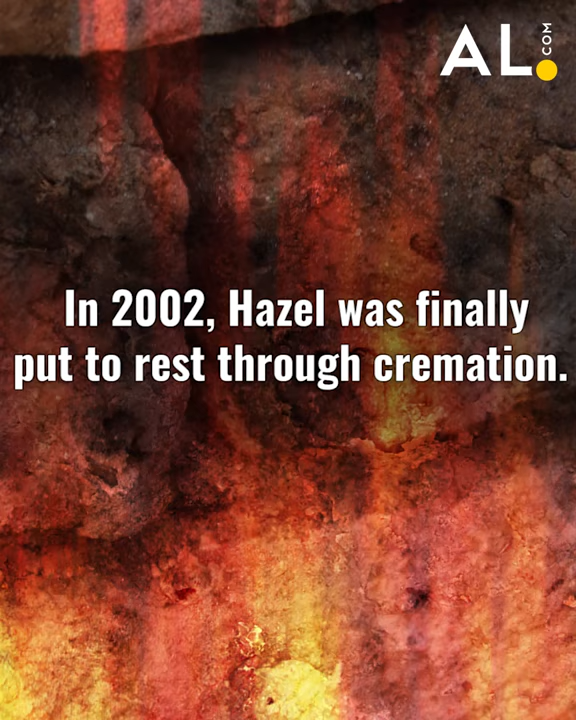 AL.COM
In 2002, Hazel was finally
put to rest through cremation.